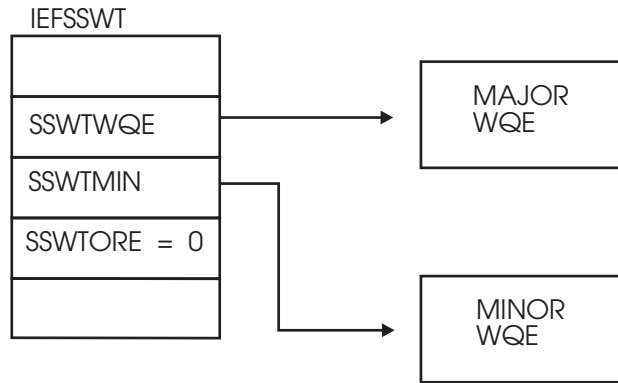 IEFSSWT
SSWTWQE
SSWTMIN
SSWTORE = 0
MAJOR
WQE
MINOR
WQE